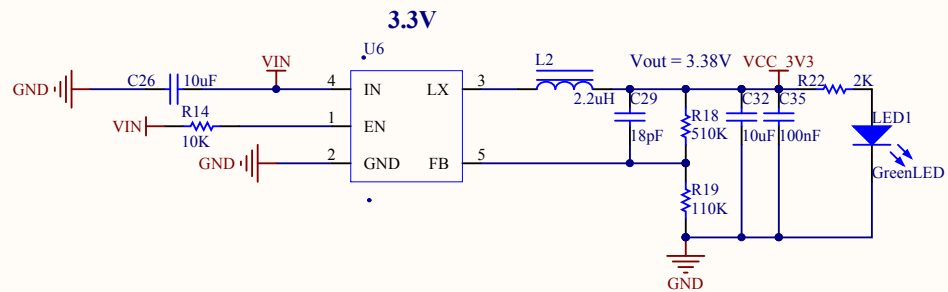 3.3V
U6
VIN
C26
10uF
GND
4
IN
LX
3
L2
2.2uH
Vout = 3.38V
VCC_3V3
R22
2K
R14
VIN
10K
1
EN
C29
18pF
R18
510K
C32
10uF
C35
100nF
LED1
GreenLED
GND
2
GND
FB
5
R19
110K
GND